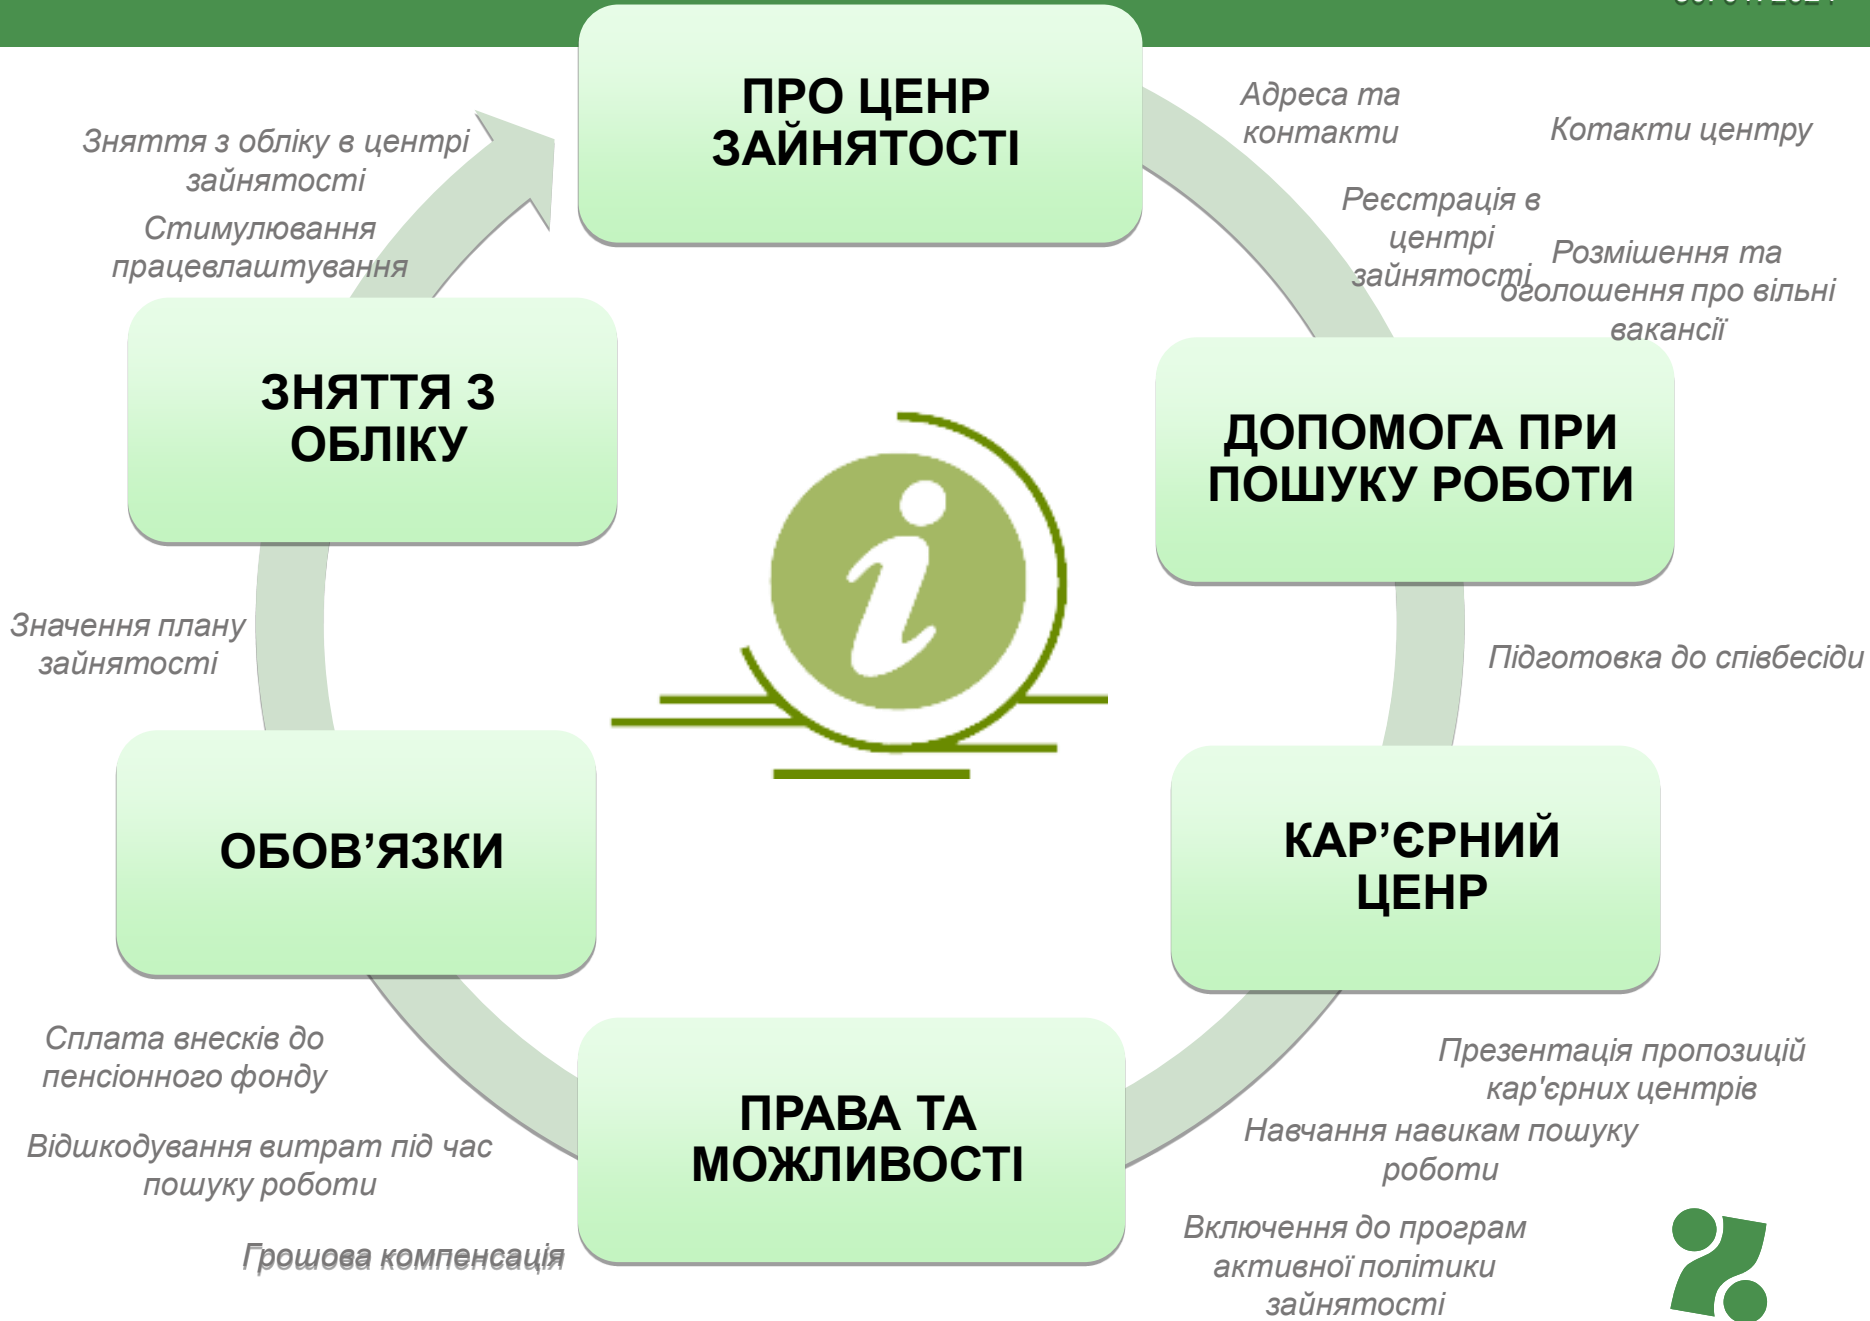 ПРО ЦЕНР
ЗАЙНЯТОСТІ
Адреса та
контакти
Котакти центру
Реєстрація в
центрі
зайнятості
Розмішення та
оголошення про вільні
вакансії
ДОПОМОГА ПРИ
ПОШУКУ РОБОТИ
Підготовка до співбесіди
КАР’ЄРНИЙ
ЦЕНР
Презентація пропозицій
кар'єрних центрів
Навчання навикам пошуку
роботи
Включення до програм
активної політики
зайнятості
ПРАВА ТА
МОЖЛИВОСТІ
Грошова компенсація
Відшкодування витрат під час
пошуку роботи
Сплата внесків до
пенсіонного фонду
ОБОВ’ЯЗКИ
Значення плану
зайнятості
ЗНЯТТЯ З
ОБЛІКУ
Стимулювання
працевлаштування
Зняття з обліку в центрі
зайнятості